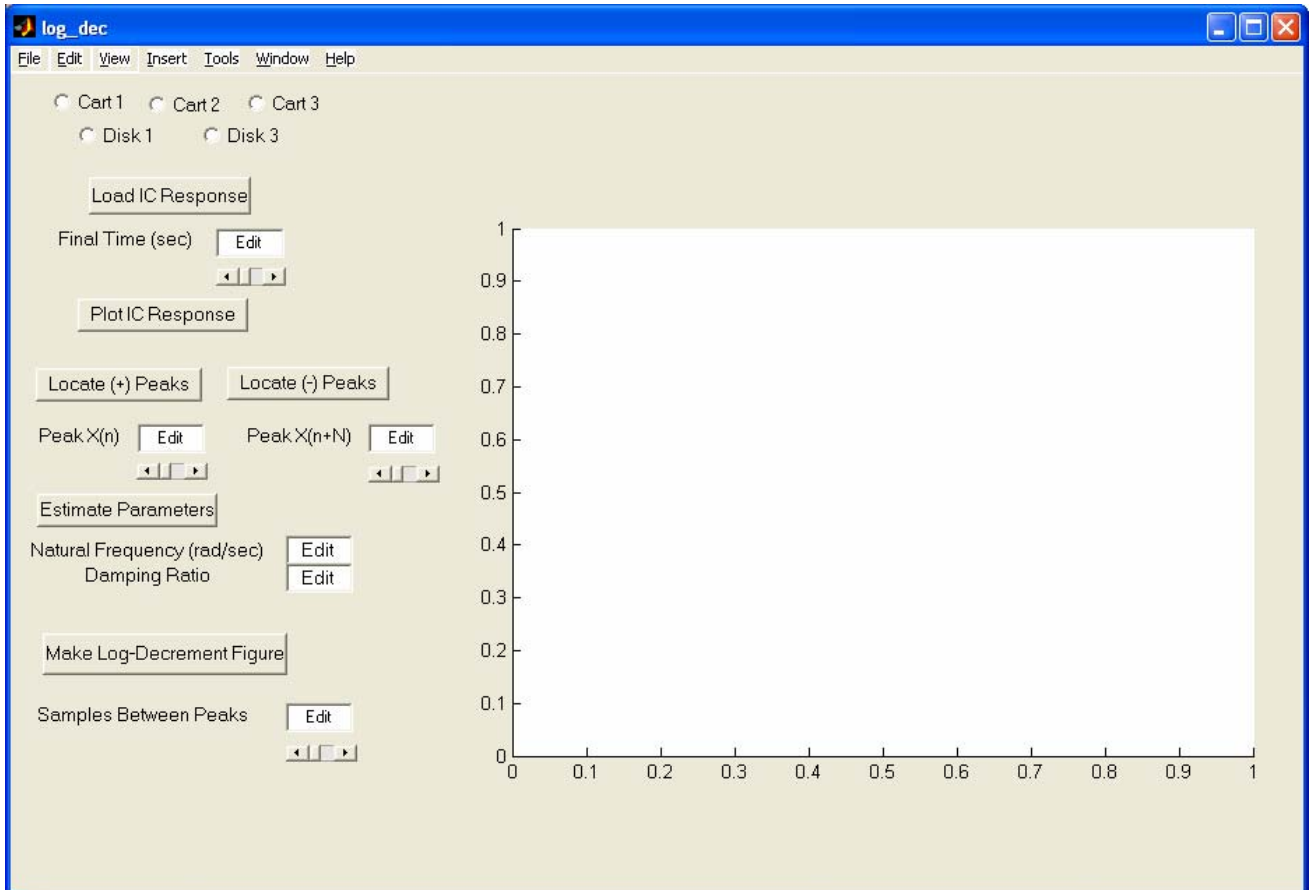 log_dec
File Edit View Insert Tools Window Help
Cart 1 Cart 2 Cart 3
Disk 1 Disk 3
Load IC Response
Final Time (sec) Edit
Plot IC Response
Locate (+) Peaks Locate (-) Peaks
Peak X(n) Edit Peak X(n+N) Edit
Estimate Parameters
Natural Frequency (rad/sec) Edit
Damping Ratio Edit
Make Log-Decrement Figure
Samples Between Peaks Edit
1
0.9
0.8
0.7
0.6
0.5
0.4
0.3
0.2
0.1
0
0 0.1 0.2 0.3 0.4 0.5 0.6 0.7 0.8 0.9 1